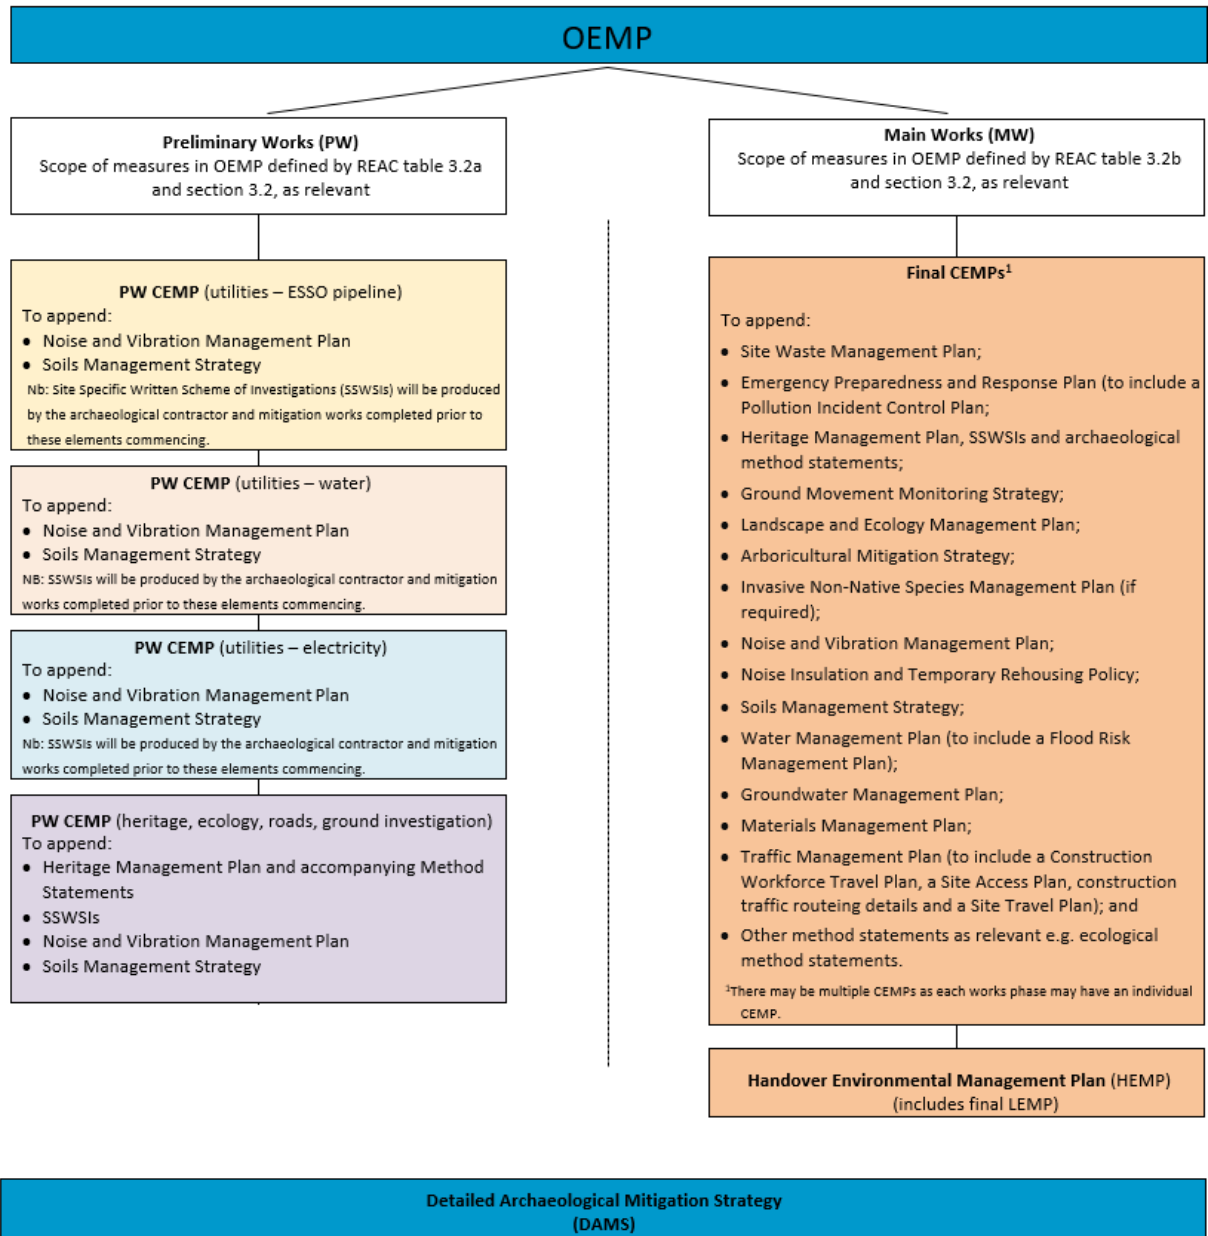 OEMP
Preliminary Works (PW)
Scope of measures in OEMP defined by REAC table 3.2a
and section 3.2, as relevant
PW CEMP (utilities – ESSO pipeline)
To append:
• Noise and Vibration Management Plan
• Soils Management Strategy
Nb: Site Specific Written Scheme of Investigations (SSWSIs) will be produced
by the archaeological contractor and mitigation works completed prior to
these elements commencing.
PW CEMP (utilities – water)
To append:
• Noise and Vibration Management Plan
• Soils Management Strategy
NB: SSWSIs will be produced by the archaeological contractor and mitigation
works completed prior to these elements commencing.
PW CEMP (utilities – electricity)
To append:
• Noise and Vibration Management Plan
• Soils Management Strategy
Nb: SSWSIs will be produced by the archaeological contractor and mitigation
works completed prior to these elements commencing.
PW CEMP (heritage, ecology, roads, ground investigation)
To append:
• Heritage Management Plan and accompanying Method
Statements
• SSWSIs
• Noise and Vibration Management Plan
• Soils Management Strategy
Main Works (MW)
Scope of measures in OEMP defined by REAC table 3.2b
and section 3.2, as relevant
Final CEMPs¹
To append:
• Site Waste Management Plan;
• Emergency Preparedness and Response Plan (to include a
Pollution Incident Control Plan;
• Heritage Management Plan, SSWSIs and archaeological
method statements;
• Ground Movement Monitoring Strategy;
• Landscape and Ecology Management Plan;
• Arboricultural Mitigation Strategy;
• Invasive Non-Native Species Management Plan (if
required);
• Noise and Vibration Management Plan;
• Noise Insulation and Temporary Rehousing Policy;
• Soils Management Strategy;
• Water Management Plan (to include a Flood Risk
Management Plan);
• Groundwater Management Plan;
• Materials Management Plan;
• Traffic Management Plan (to include a Construction
Workforce Travel Plan, a Site Access Plan, construction
traffic routeing details and a Site Travel Plan); and
• Other method statements as relevant e.g. ecological
method statements.
¹There may be multiple CEMPs as each works phase may have an individual
CEMP.
Handover Environmental Management Plan (HEMP)
(includes final LEMP)
Detailed Archaeological Mitigation Strategy
(DAMS)